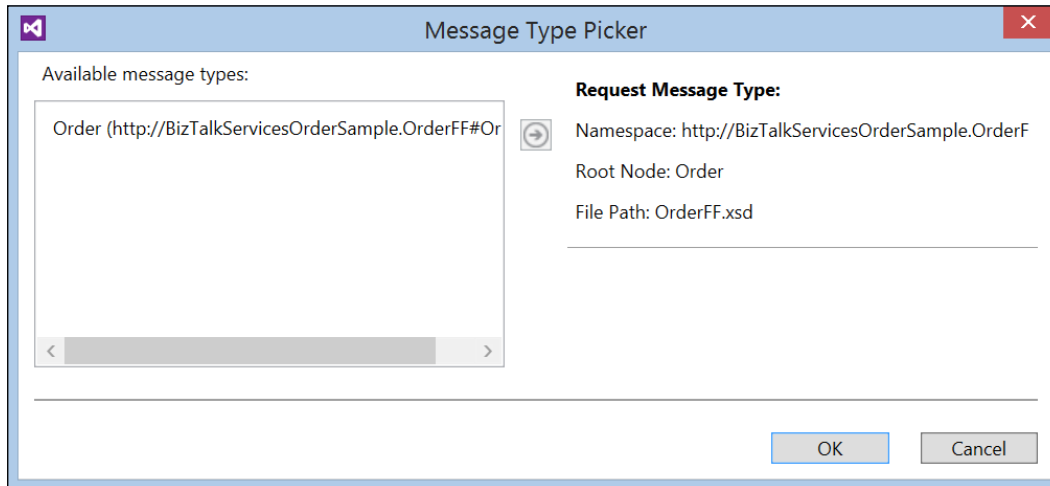 Message Type Picker
Available message types:
Order (http://BizTalkServicesOrderSample.OrderFF#Or
Request Message Type:
Namespace: http://BizTalkServicesOrderSample.OrderF
Root Node: Order
File Path: OrderFF.xsd
OK
Cancel